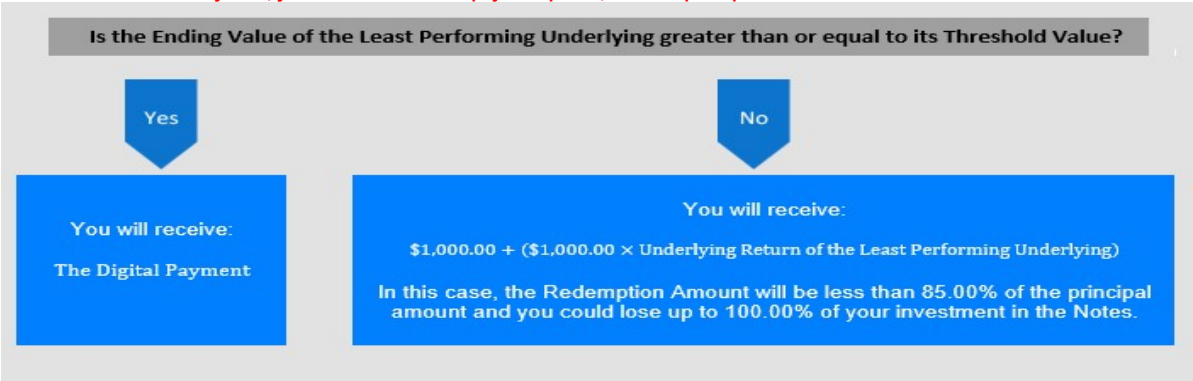 Is the Ending Value of the Least Performing Underlying greater than or equal to its Threshold Value?
Yes
No
You will receive:
The Digital Payment
You will receive:
$1,000.00 + ($1,000.00 × Underlying Return of the Least Performing Underlying)
In this case, the Redemption Amount will be less than 85.00% of the principal
amount and you could lose up to 100.00% of your investment in the Notes.